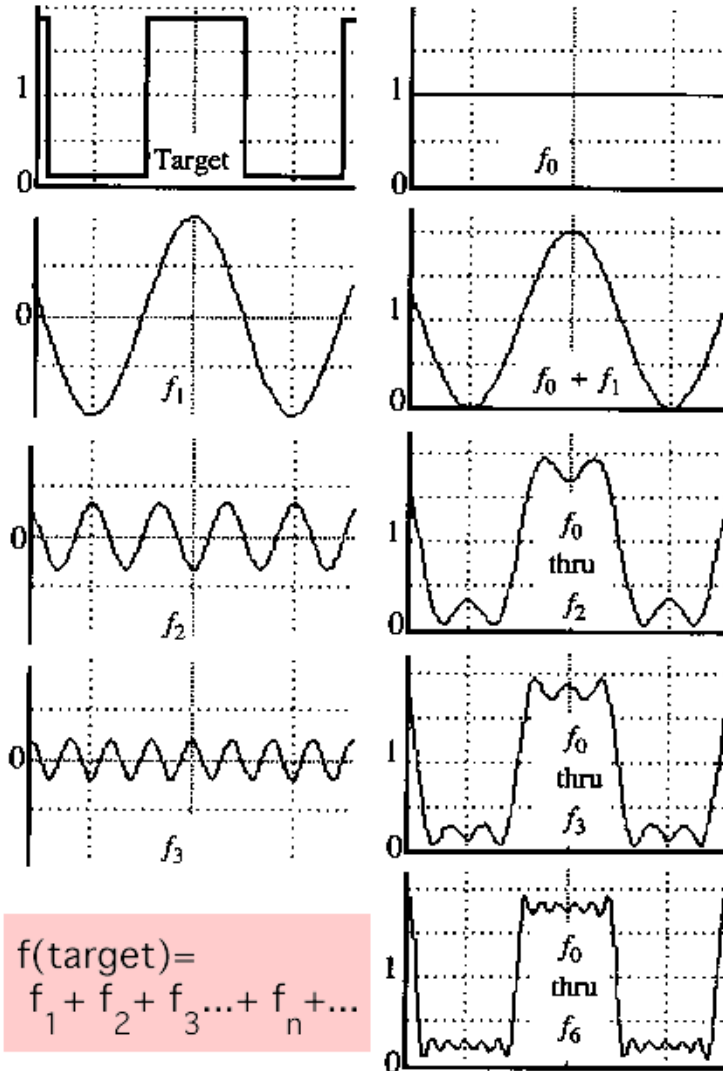 1
0
Target
1
0
f₀
0
f₁
1
0
f₀ + f₁
0
f₂
1
0
f₀
thru
f₂
0
f₃
1
0
f₀
thru
f₃
f(target)=
f₁ + f₂ + f₃...+ fₙ+...
1
0
f₀
thru
f₆